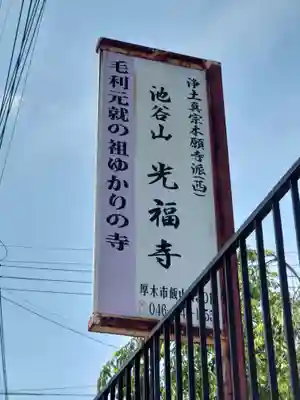 浄土真宗本願寺派(西)
池谷山 光福寺
毛利元就の祖ゆかりの寺
厚木市飯山
046